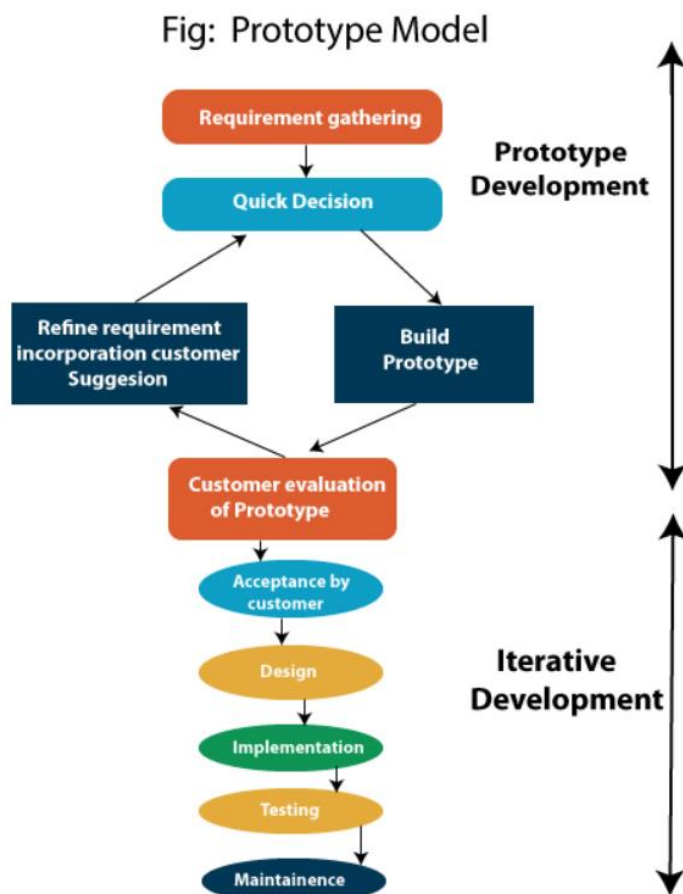 Fig: Prototype Model
Requirement gathering
Prototype
Development
Quick Decision
Refine requirement
incorporation customer
Suggesion
Build
Prototype
Customer evaluation
of Prototype
Acceptance by
customer
Design
Iterative
Development
Implementation
Testing
Maintainence